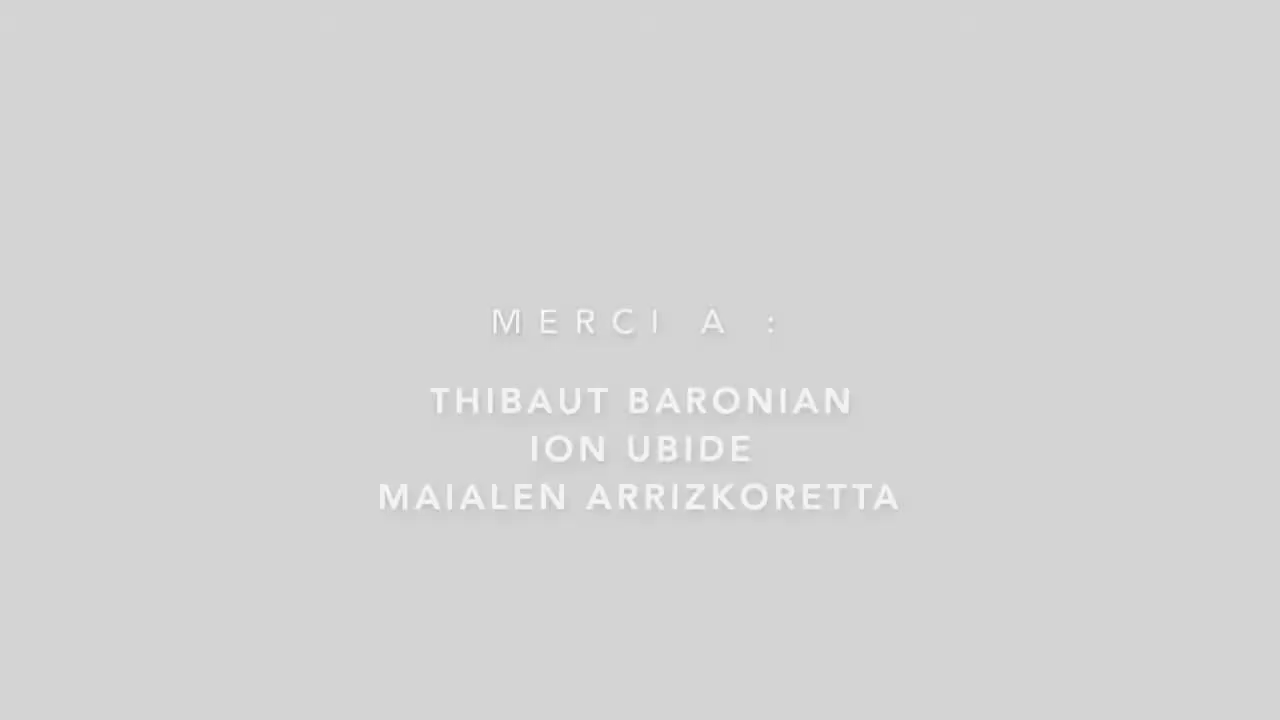 MERCI A :
THIBAUT BARONIAN
ION UBIDE
MAIALEN ARRIZKORETTA